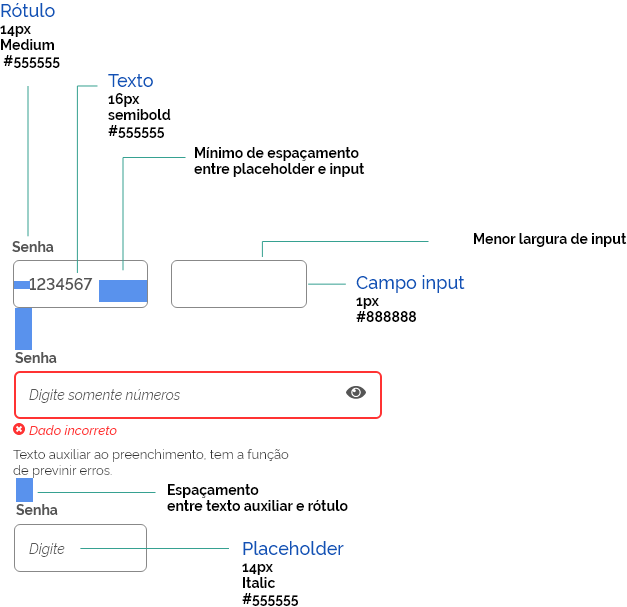 Rótulo
14px
Medium
#555555
Texto
16px
semibold
#555555
Mínimo de espaçamento
entre placeholder e input
Menor largura de input
Senha
1234567
Campo input
1px
#888888
Senha
Digite somente números
Dado incorreto
Texto auxiliar ao preenchimento, tem a função
de previnir erros.
Espaçamento
entre texto auxiliar e rótulo
Senha
Digite
Placeholder
14px
Italic
#555555